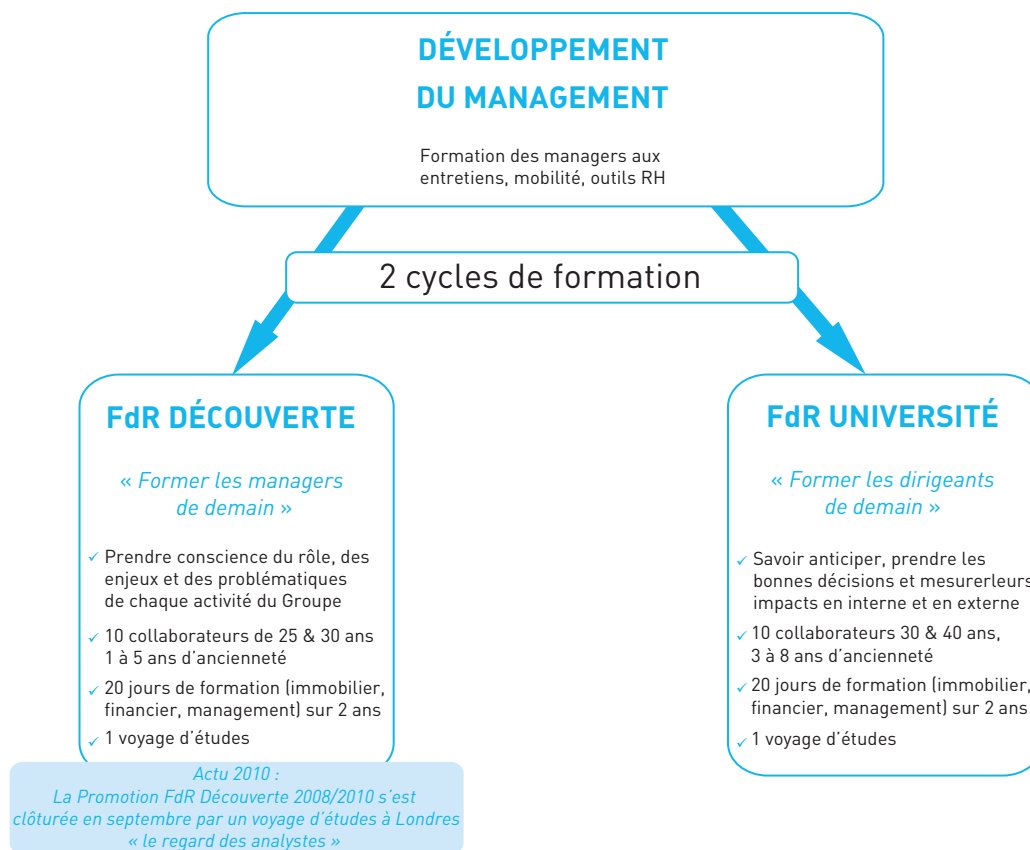 DÉVELOPPEMENT
DU MANAGEMENT
Formation des managers aux
entretiens, mobilité, outils RH
2 cycles de formation
FdR DÉCOUVERTE
« Former les managers
de demain »
✓ Prendre conscience du rôle, des
enjeux et des problématiques
de chaque activité du Groupe
✓ 10 collaborateurs de 25 & 30 ans
1 à 5 ans d'ancienneté
✓ 20 jours de formation (immobilier,
financier, management) sur 2 ans
✓ 1 voyage d'études
Actu 2010 :
La Promotion FdR Découverte 2008/2010 s'est
clôturée en septembre par un voyage d'études à Londres
« le regard des analystes »
FdR UNIVERSITÉ
« Former les dirigeants
de demain »
✓ Savoir anticiper, prendre les
bonnes décisions et mesurerleurs
impacts en interne et en externe
✓ 10 collaborateurs 30 & 40 ans,
3 à 8 ans d'ancienneté
✓ 20 jours de formation (immobilier,
financier, management) sur 2 ans
✓ 1 voyage d'études